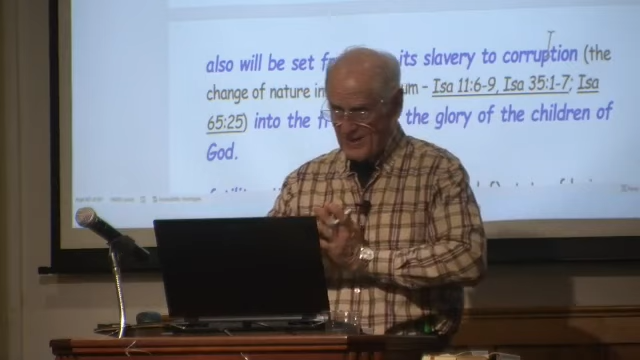 also will be set its slavery to corruption (the
change of nature in um – Isa 11:6-9, Isa 35:1-7; Isa
65:25) into the the glory of the children of
God.